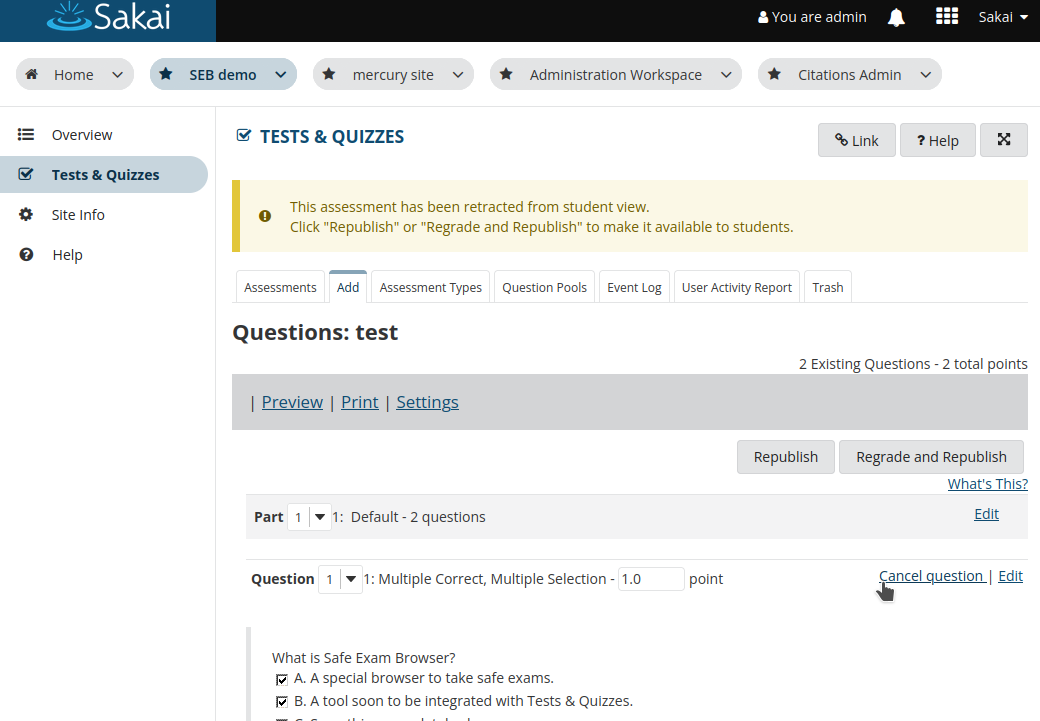 Sakai
You are admin
Sakai
Home
SEB demo
mercury site
Administration Workspace
Citations Admin
Overview
Tests & Quizzes
Site Info
Help
TESTS & QUIZZES
Link
? Help
This assessment has been retracted from student view.
Click "Republish" or "Regrade and Republish" to make it available to students.
Assessments
Add
Assessment Types
Question Pools
Event Log
User Activity Report
Trash
Questions: test
2 Existing Questions - 2 total points
| Preview | Print | Settings
Republish
Regrade and Republish
What's This?
Part 1 1: Default - 2 questions
Edit
Question 1 1: Multiple Correct, Multiple Selection - 1.0 point
Cancel question | Edit
What is Safe Exam Browser?
A. A special browser to take safe exams.
B. A tool soon to be integrated with Tests & Quizzes.